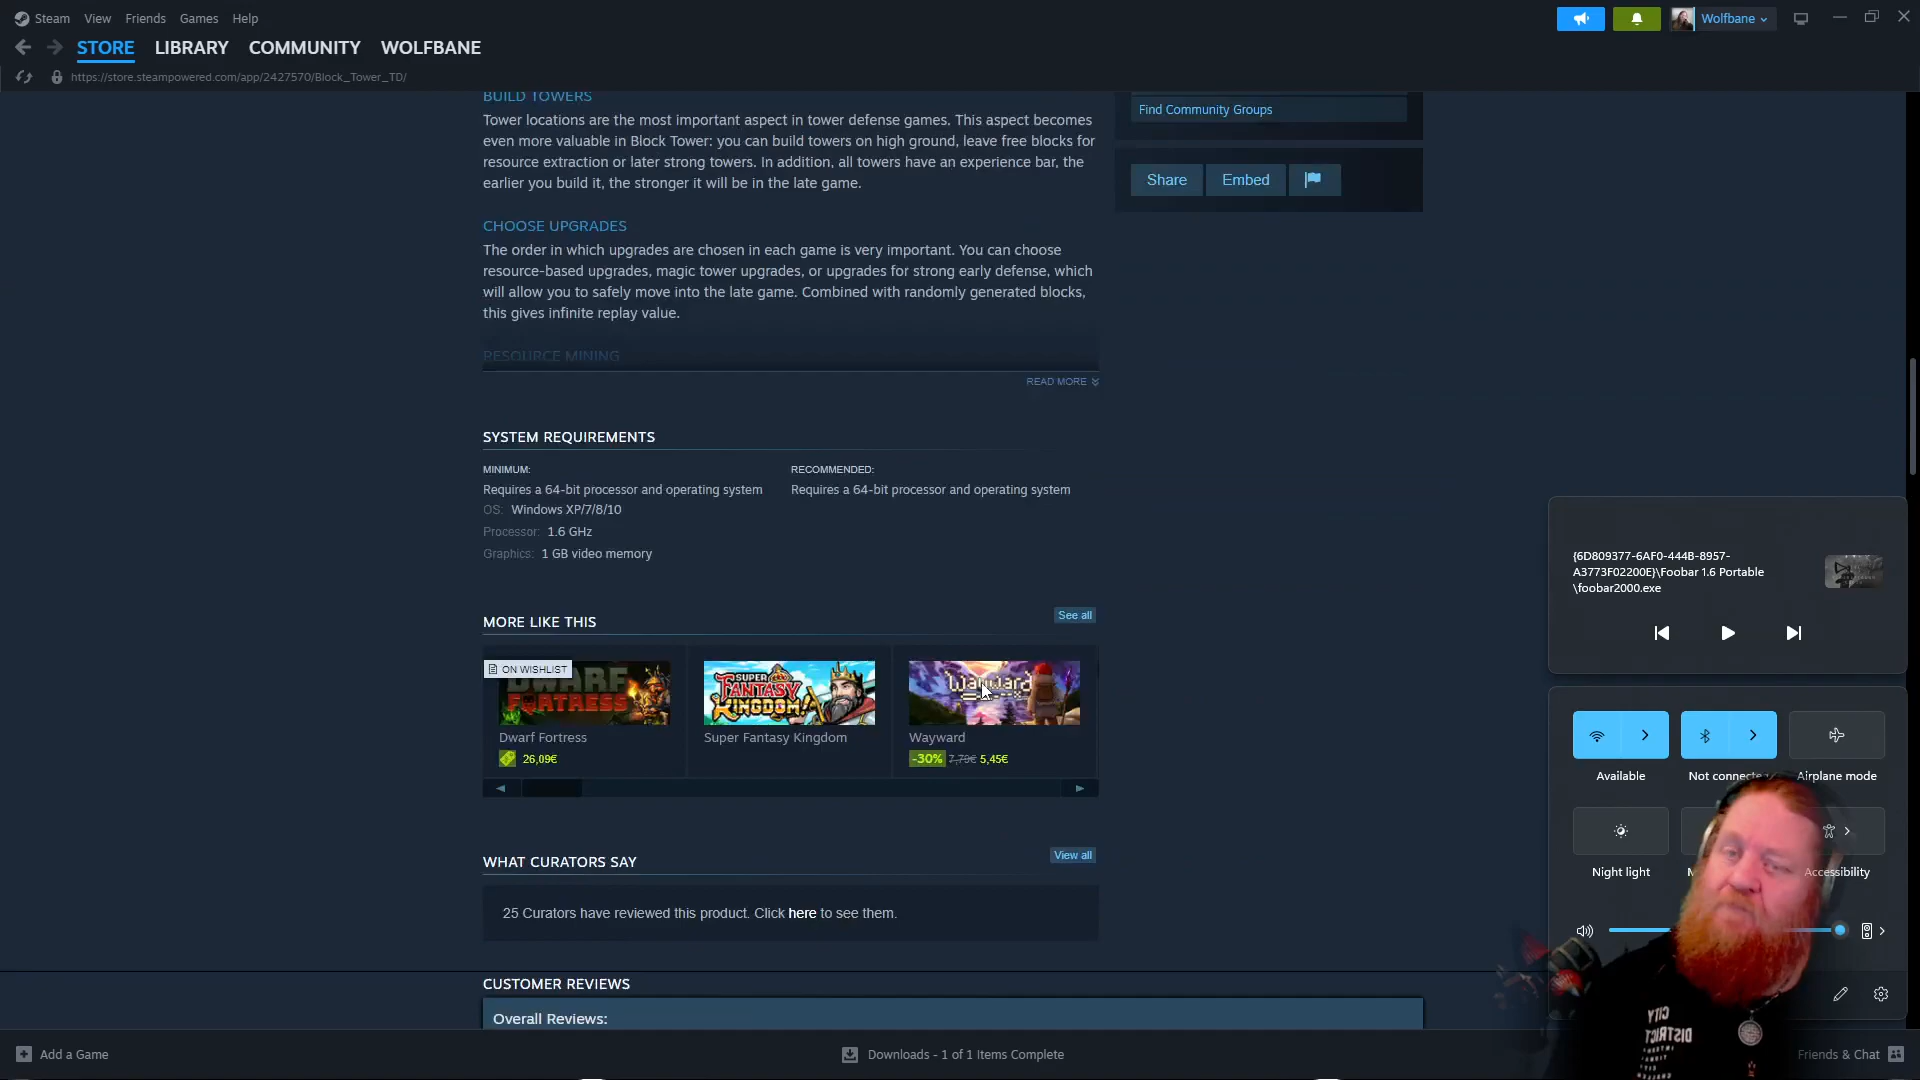 Steam View Friends Games Help
Wolfbane
STORE LIBRARY COMMUNITY WOLFBANE
https://store.steampowered.com/app/2427570/Block_Tower_TD/
BUILD TOWERS
Tower locations are the most important aspect in tower defense games. This aspect becomes
even more valuable in Block Tower: you can build towers on high ground, leave free blocks for
resource extraction or later strong towers. In addition, all towers have an experience bar, the
earlier you build it, the stronger it will be in the late game.
CHOOSE UPGRADES
The order in which upgrades are chosen in each game is very important. You can choose
resource-based upgrades, magic tower upgrades, or upgrades for strong early defense, which
will allow you to safely move into the late game. Combined with randomly generated blocks,
this gives infinite replay value.
RESOURCE MINING
READ MORE
Find Community Groups
Share Embed
SYSTEM REQUIREMENTS
MINIMUM:
Requires a 64-bit processor and operating system
OS: Windows XP/7/8/10
Processor: 1.6 GHz
Graphics: 1 GB video memory
RECOMMENDED:
Requires a 64-bit processor and operating system
MORE LIKE THIS
See all
ON WISHLIST
DWARF
FORTRESS
Dwarf Fortress
26,09€
SUPER
FANTASY
KINGDOM!
Super Fantasy Kingdom
Wayward
Wayward
-30% 7,79€ 5,45€
WHAT CURATORS SAY
View all
25 Curators have reviewed this product. Click here to see them.
CUSTOMER REVIEWS
Overall Reviews:
{6D809377-6AF0-444B-8957-
A3773F02200E}\Foobar 1.6 Portable
\foobar2000.exe
Available
Airplane mode
Night light
Accessibility
CITY
DISTRICT
Add a Game
Downloads - 1 of 1 Items Complete
Friends & Chat